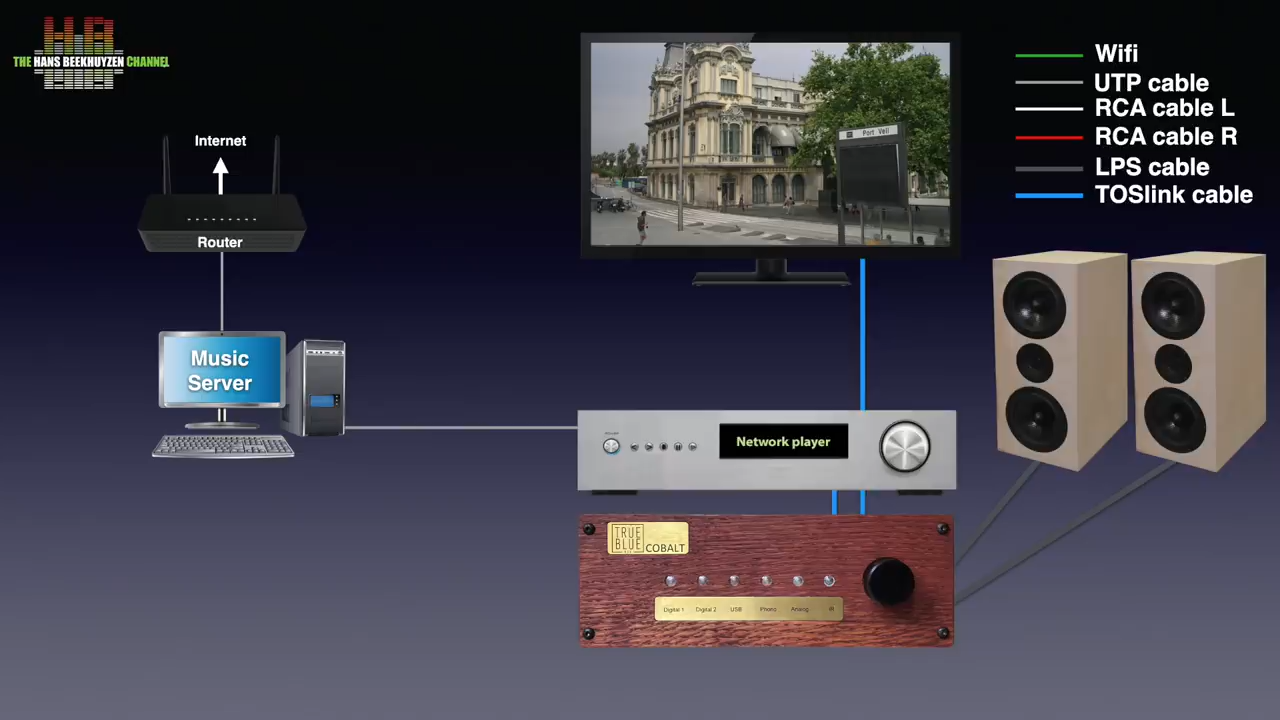 THE HANS BEEKHUYZEN CHANNEL
Internet
Router
Music
Server
Port Vell
Wifi
UTP cable
RCA cable L
RCA cable R
LPS cable
TOSlink cable
Network player
TRUE
BLUE
COBALT
Digital 1 Digital 2 USB Phono Analog IR